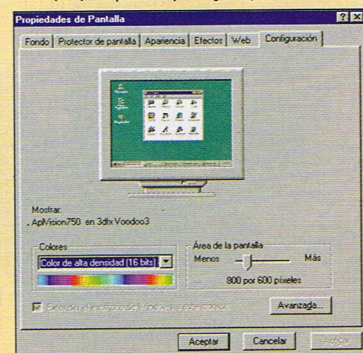 Propiedades de Pantalla
Fondo Protector de pantalla Apariencia Efectos Web Configuración
Mostrar:
ApVision750 en 3dfx Voodoo3
Colores
Color de alta densidad (16 bits)
Área de la pantalla
Menos Más
800 por 600 píxeles
Avanzada...
Aceptar Cancelar